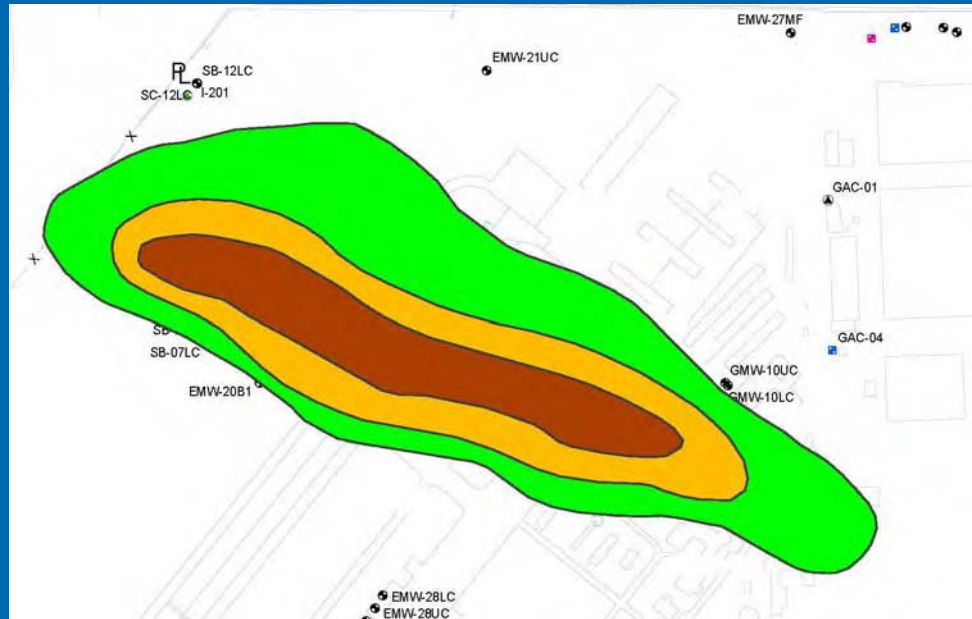 EMW-27MF
EMW-21UC
PL
SB-12LC
SC-12LC
I-201
GAC-01
GAC-04
SB-07LC
GMW-10UC
GMW-10LC
EMW-20B1
EMW-28LC
EMW-28UC